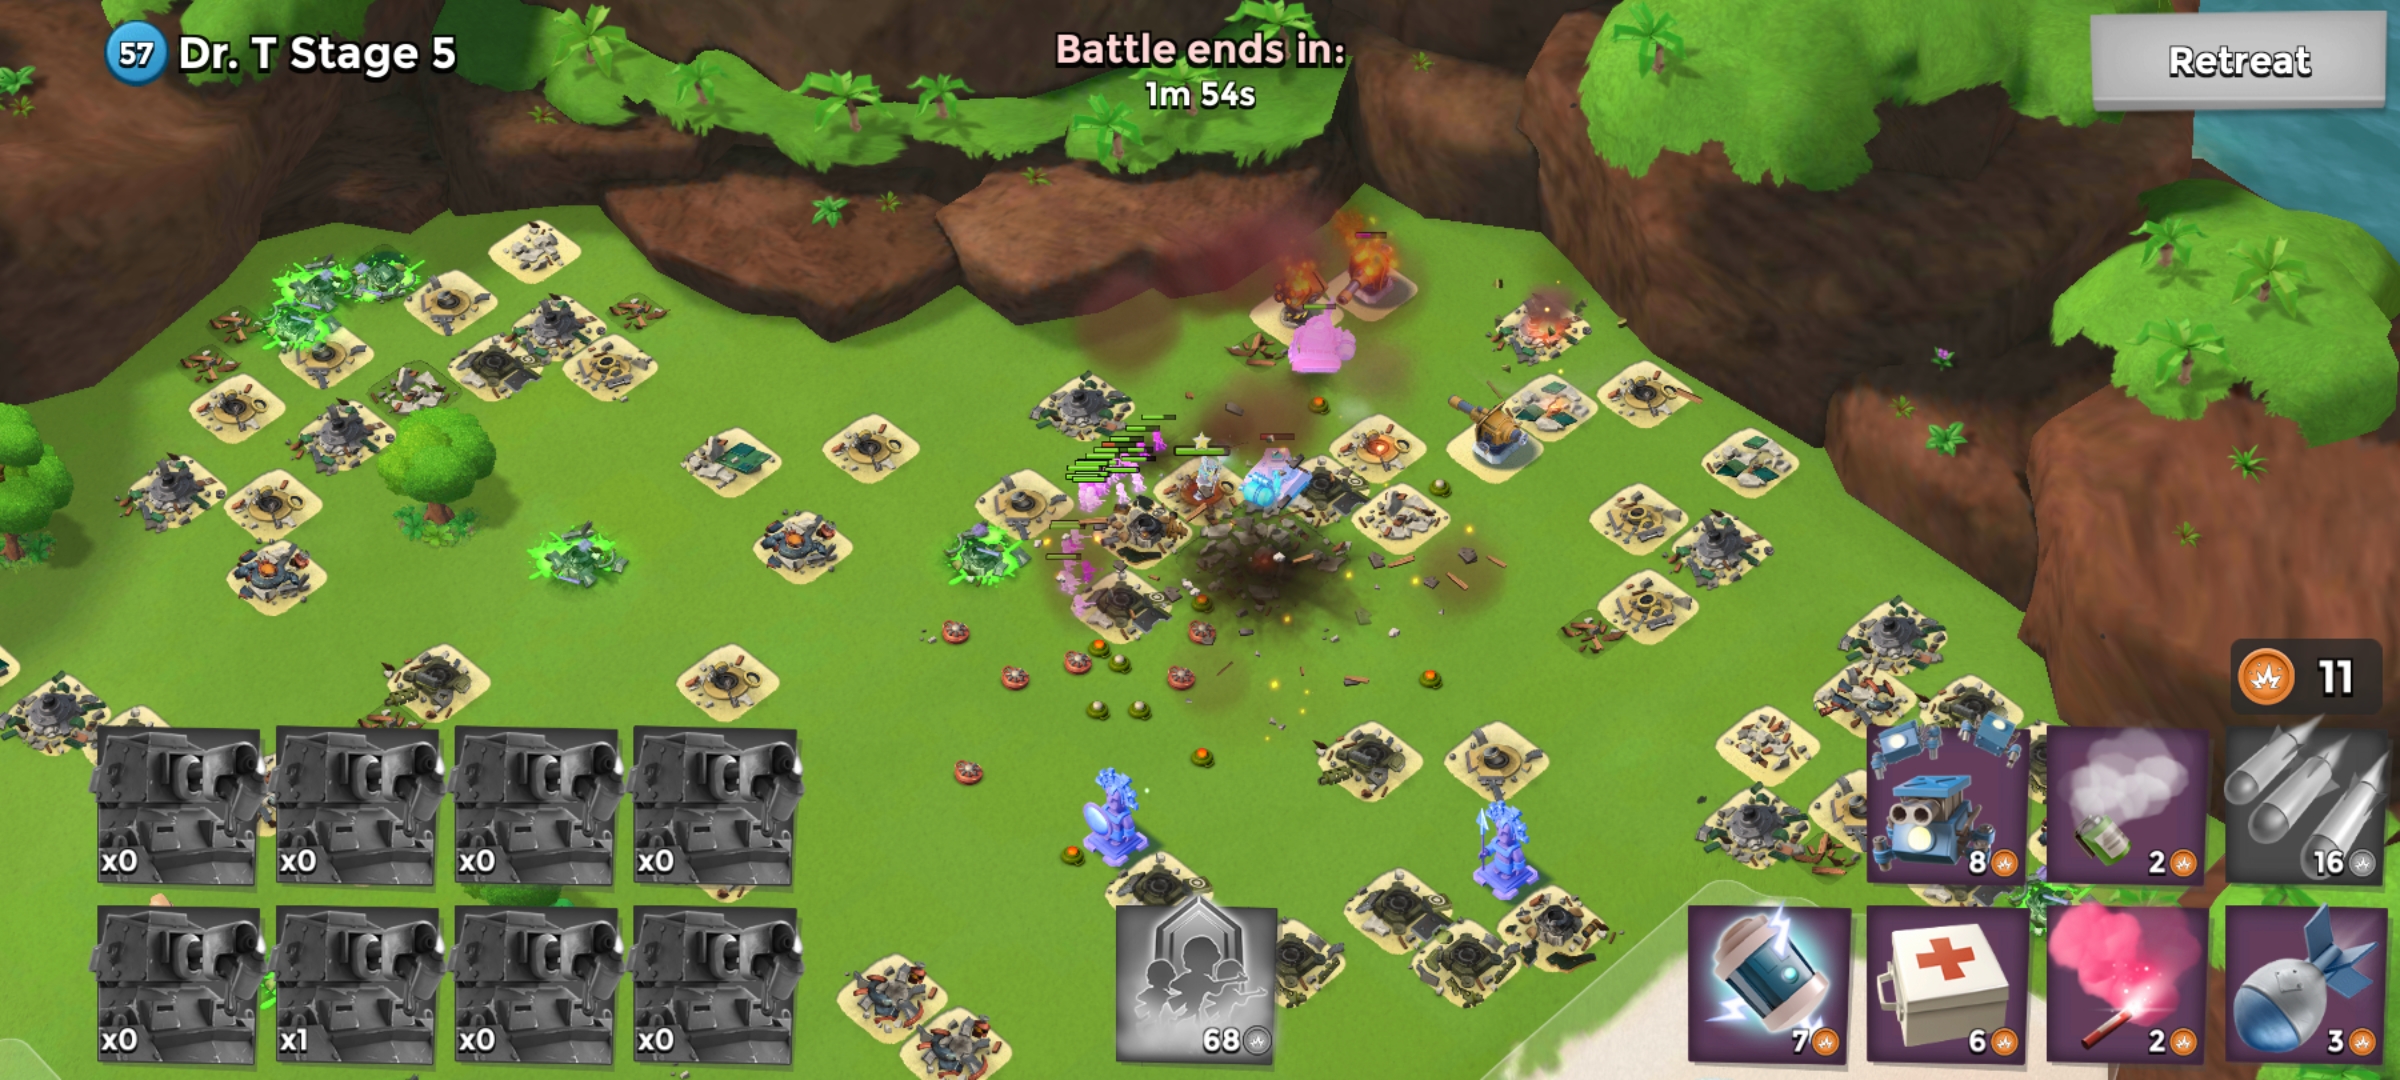 57 Dr. T Stage 5
Battle ends in:
1m 54s
Retreat
11
x0 x0 x0 x0
8 2 16
x0 x1 x0 x0
68 7 6 2 3